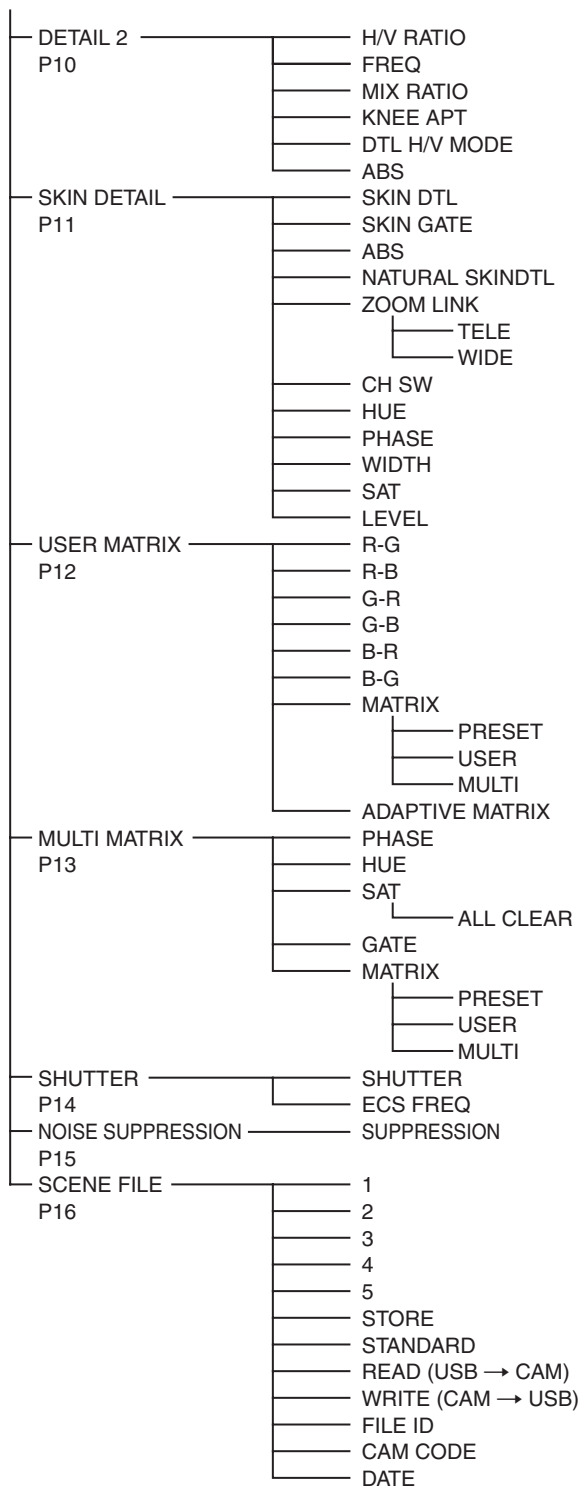 DETAIL 2
P10
H/V RATIO
FREQ
MIX RATIO
KNEE APT
DTL H/V MODE
ABS
SKIN DETAIL
P11
SKIN DTL
SKIN GATE
ABS
NATURAL SKINDTL
ZOOM LINK
TELE
WIDE
CH SW
HUE
PHASE
WIDTH
SAT
LEVEL
USER MATRIX
P12
R-G
R-B
G-R
G-B
B-R
B-G
MATRIX
PRESET
USER
MULTI
ADAPTIVE MATRIX
MULTI MATRIX
P13
PHASE
HUE
SAT
ALL CLEAR
GATE
MATRIX
PRESET
USER
MULTI
SHUTTER
P14
SHUTTER
ECS FREQ
NOISE SUPPRESSION
P15
SUPPRESSION
SCENE FILE
P16
1
2
3
4
5
STORE
STANDARD
READ (USB → CAM)
WRITE (CAM → USB)
FILE ID
CAM CODE
DATE